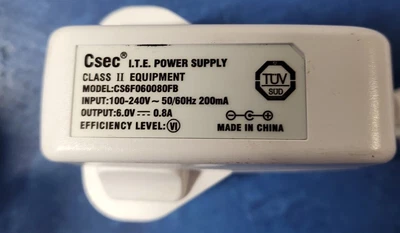 Csec® I.T.E. POWER SUPPLY
CLASS II EQUIPMENT
MODEL:CS6F060080FB
INPUT:100-240V~ 50/60Hz 200mA
OUTPUT:6.0V⎓ 0.8A
EFFICIENCY LEVEL:VI
TÜV
SÜD
MADE IN CHINA